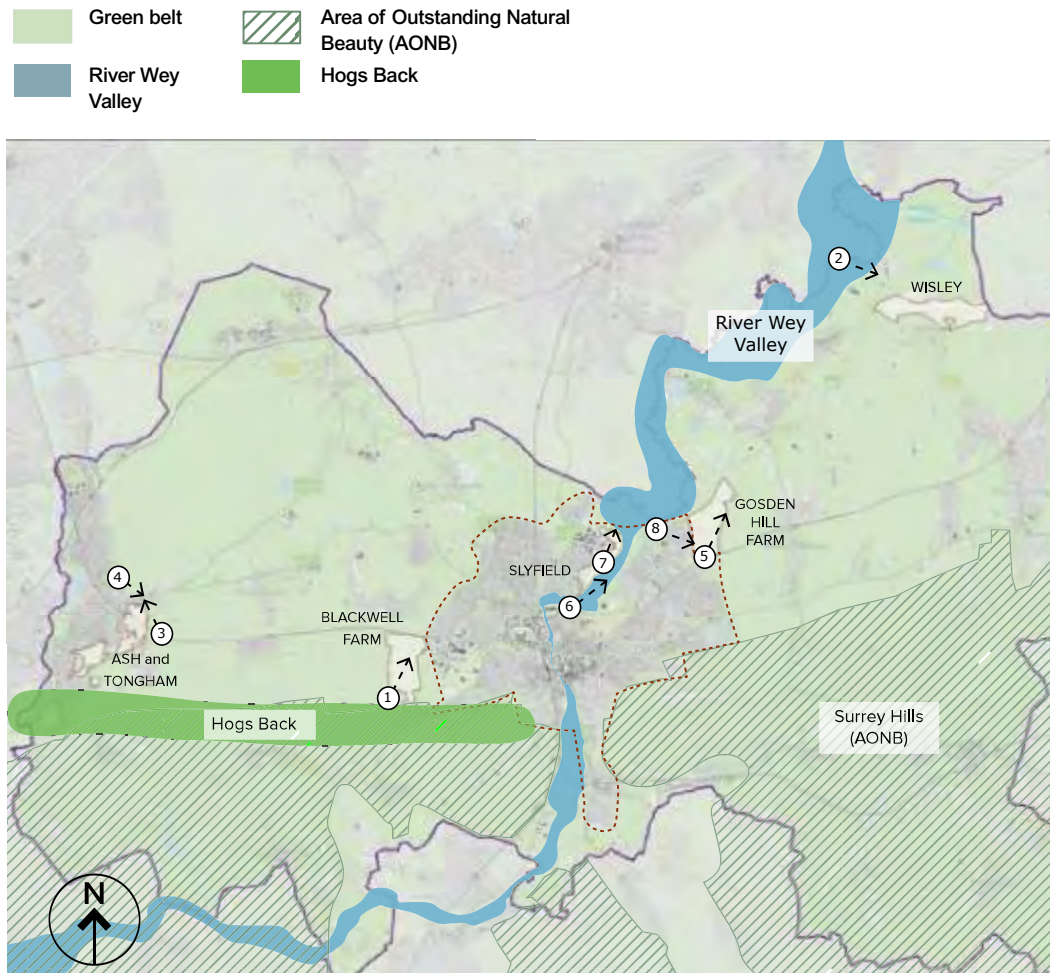 Green belt
Area of Outstanding Natural
Beauty (AONB)
River Wey
Valley
Hogs Back
2
WISLEY
River Wey
Valley
GOSDEN
HILL
FARM
8
5
7
SLYFIELD
6
4
3
BLACKWELL
FARM
ASH and
TONGHAM
1
Hogs Back
Surrey Hills
(AONB)
N